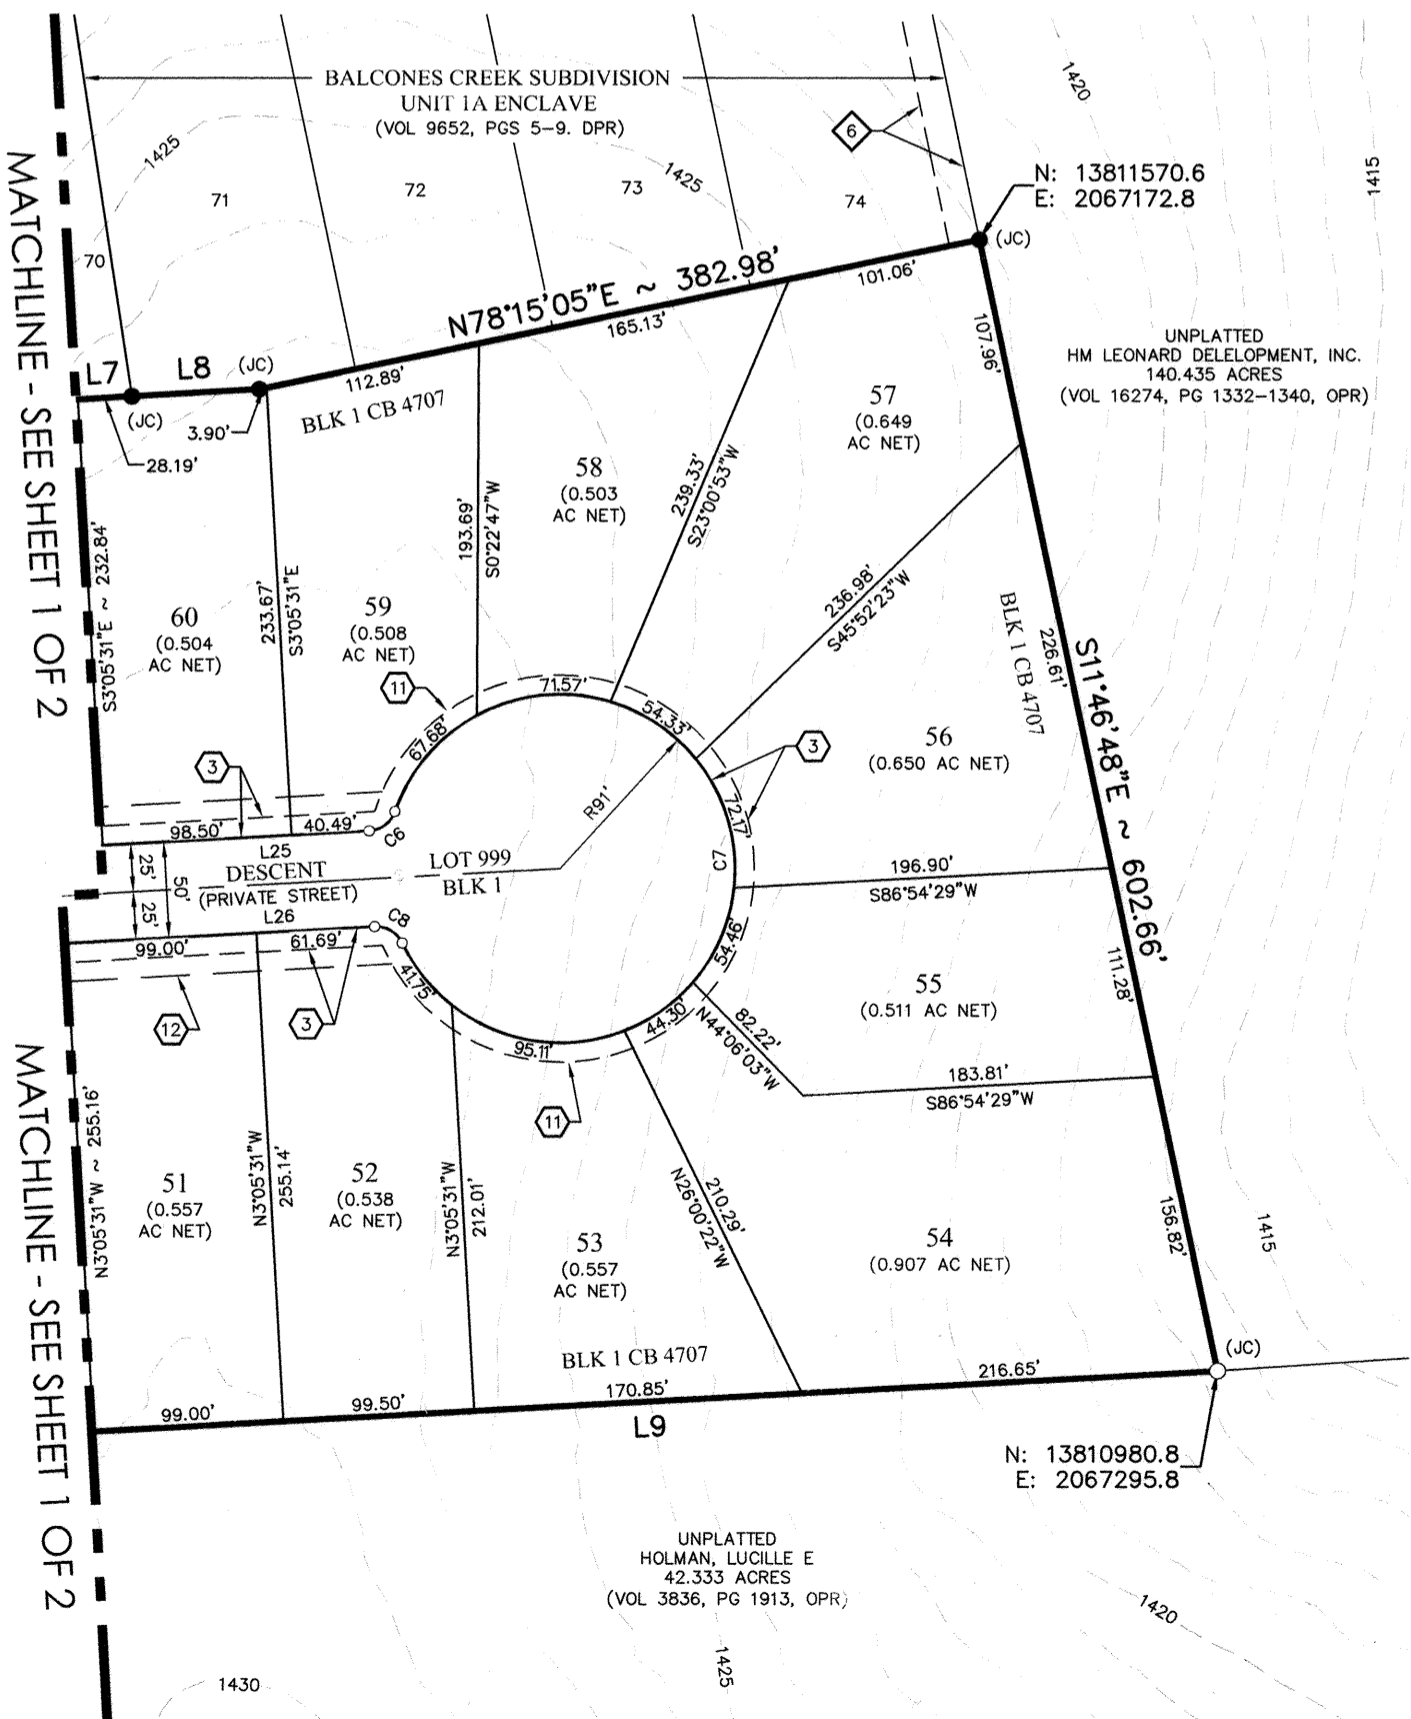 BALCONES CREEK SUBDIVISION
UNIT 1A ENCLAVE
(VOL 9652, PGS 5-9. DPR)
1420
1425
6
1415
N: 13811570.6
E: 2067172.8
71
72
73
1425
74
70
(JC)
MATCHLINE - SEE SHEET 1 OF 2
N78°15'05"E ~ 382.98'
101.06'
165.13'
107.96'
UNPLATTED
HM LEONARD DELELOPMENT, INC.
140.435 ACRES
(VOL 16274, PG 1332-1340, OPR)
L7
L8
(JC)
(JC)
112.89'
BLK 1 CB 4707
3.90'
28.19'
57
(0.649
AC NET)
58
(0.503
AC NET)
239.33'
S23°00'53"W
193.69'
S0°22'47"W
S3°05'31"E ~ 232.84'
233.67'
S3°05'31"E
60
(0.504
AC NET)
59
(0.508
AC NET)
236.98'
S45°52'23"W
BLK 1 CB 4707
226.61'
S11°46'48"E ~ 602.66'
11
71.57'
54.33'
67.68'
3
3
56
(0.650 AC NET)
R91'
72.17'
C7
98.50'
40.49'
C6
L25
25'
50'
25'
DESCENT
(PRIVATE STREET)
LOT 999
BLK 1
L26
C8
196.90'
S86°54'29"W
99.00'
61.69'
54.46'
41.75'
111.28'
55
(0.511 AC NET)
12
3
95.11'
44.30'
82.22'
N44°06'03"W
11
183.81'
S86°54'29"W
MATCHLINE - SEE SHEET 1 OF 2
N3°05'31"W ~ 255.16'
51
(0.557
AC NET)
N3°05'31"W
255.14'
52
(0.538
AC NET)
N3°05'31"W
212.01'
210.29'
N26°00'22"W
53
(0.557
AC NET)
54
(0.907 AC NET)
156.82'
1415
BLK 1 CB 4707
(JC)
216.65'
170.85'
99.50'
99.00'
L9
N: 13810980.8
E: 2067295.8
UNPLATTED
HOLMAN, LUCILLE E
42.333 ACRES
(VOL 3836, PG 1913, OPR)
1420
1425
1430